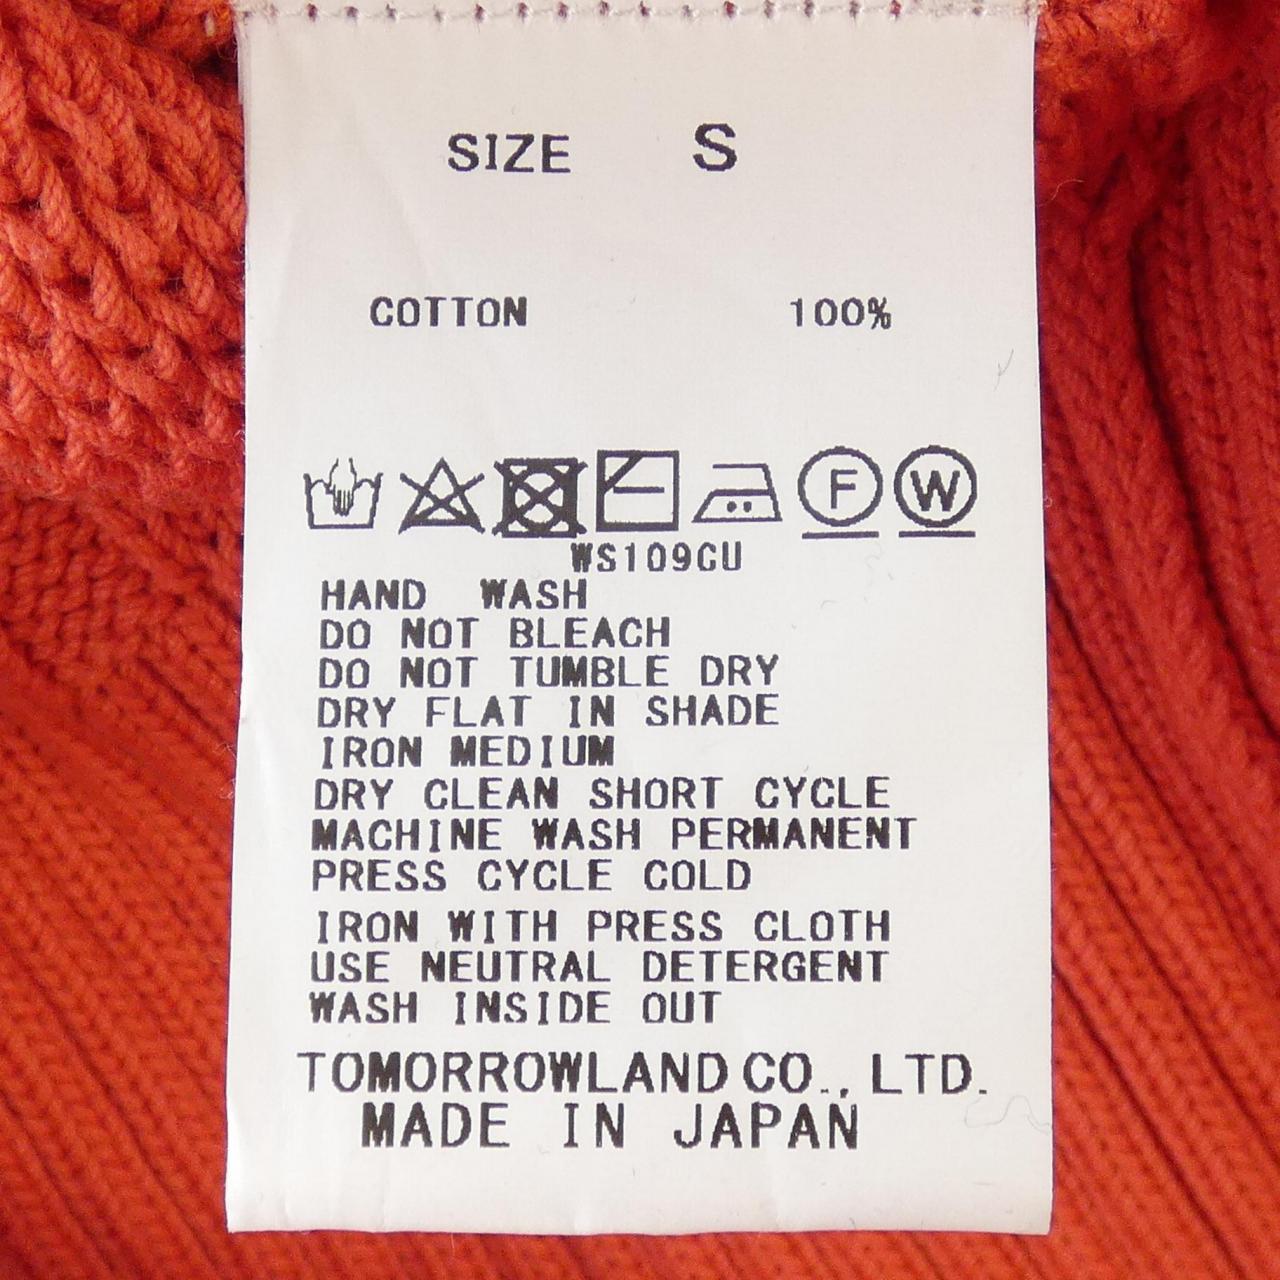 SIZE S
COTTON 100%
F W
WS109CU
HAND WASH
DO NOT BLEACH
DO NOT TUMBLE DRY
DRY FLAT IN SHADE
IRON MEDIUM
DRY CLEAN SHORT CYCLE
MACHINE WASH PERMANENT
PRESS CYCLE COLD
IRON WITH PRESS CLOTH
USE NEUTRAL DETERGENT
WASH INSIDE OUT
TOMORROWLAND CO., LTD.
MADE IN JAPAN